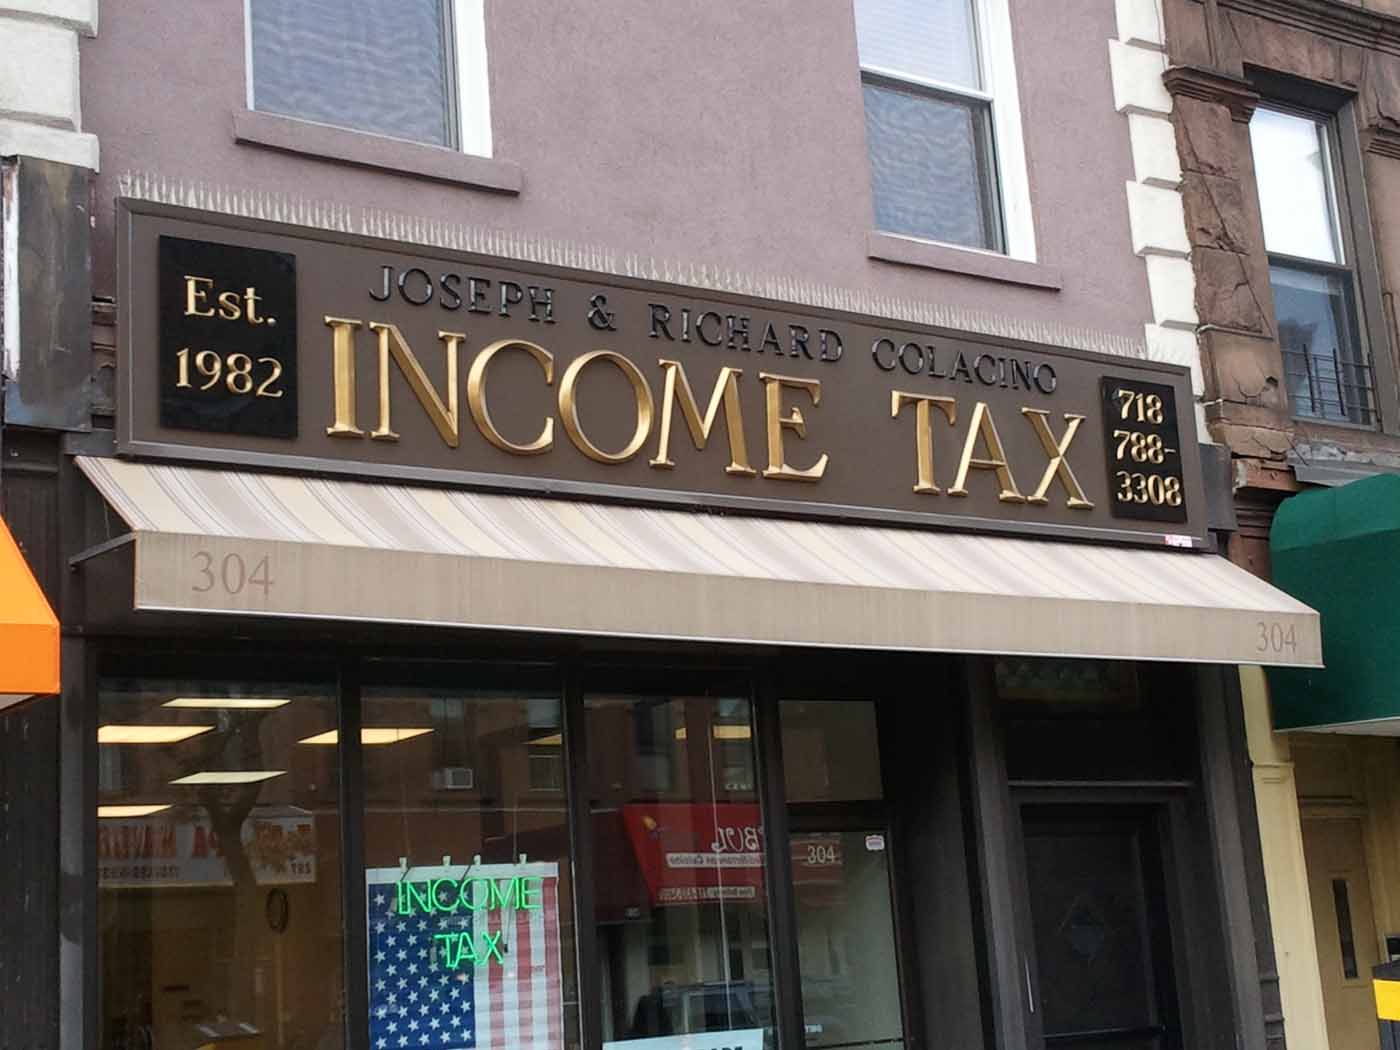 Est.
1982
JOSEPH & RICHARD COLACINO
INCOME TAX
718
788-
3308
304
304
304
INCOME
TAX